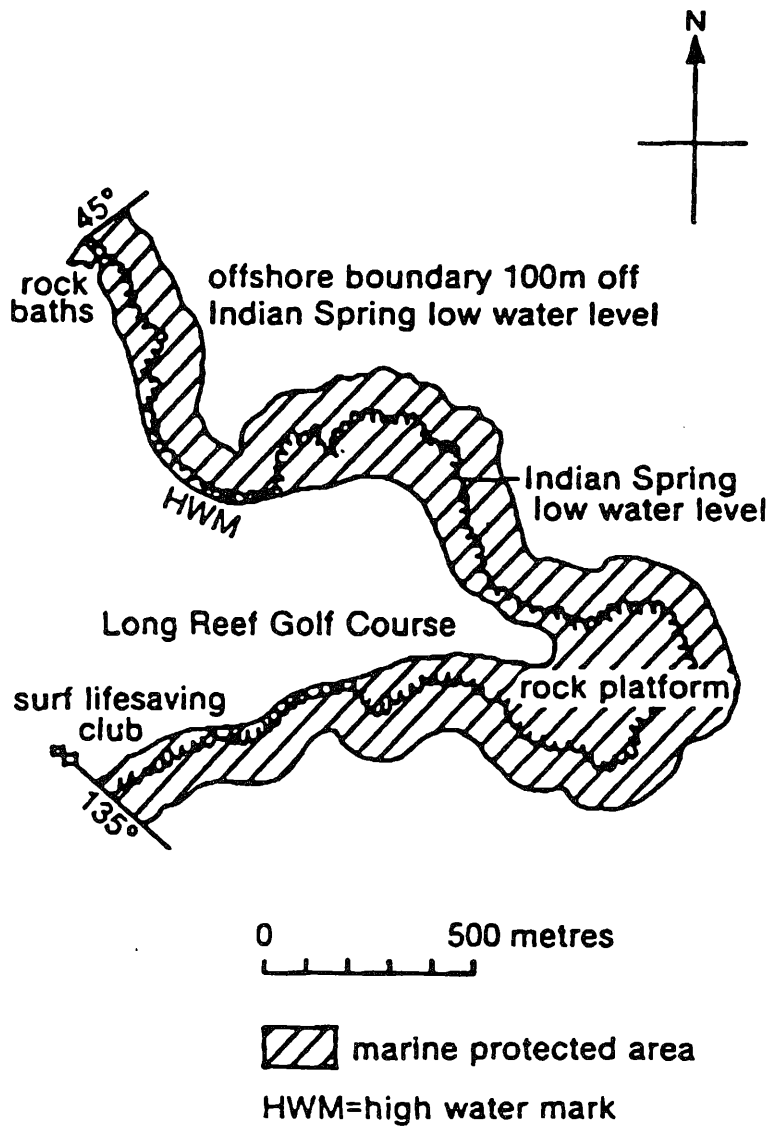 N
45°
rock
baths
offshore boundary 100m off
Indian Spring low water level
HWM
Indian Spring
low water level
Long Reef Golf Course
rock platform
surf lifesaving
club
135°
0 500 metres
marine protected area
HWM=high water mark